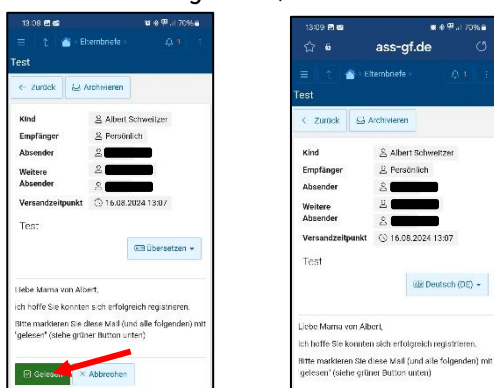 13:08
70%
Elternbriefe
1
Test
Zurück
Archivieren
Kind
Albert Schweitzer
Empfänger
Persönlich
Absender
Weitere
Absender
Versandzeitpunkt
16.08.2024 13:07
Test
Übersetzen
Liebe Mama von Albert,
ich hoffe Sie konnten sich erfolgreich registrieren.
Bitte markieren Sie diese Mail (und alle folgenden) mit
"gelesen" (siehe grüner Button unten)
Gelesen
Abbrechen
13:09
70%
ass-gf.de
Elternbriefe
1
Test
Zurück
Archivieren
Kind
Albert Schweitzer
Empfänger
Persönlich
Absender
Weitere
Absender
Versandzeitpunkt
16.08.2024 13:07
Test
Deutsch (DE)
Liebe Mama von Albert,
ich hoffe Sie konnten sich erfolgreich registrieren.
Bitte markieren Sie diese Mail (und alle folgenden) mit
"gelesen" (siehe grüner Button unten)